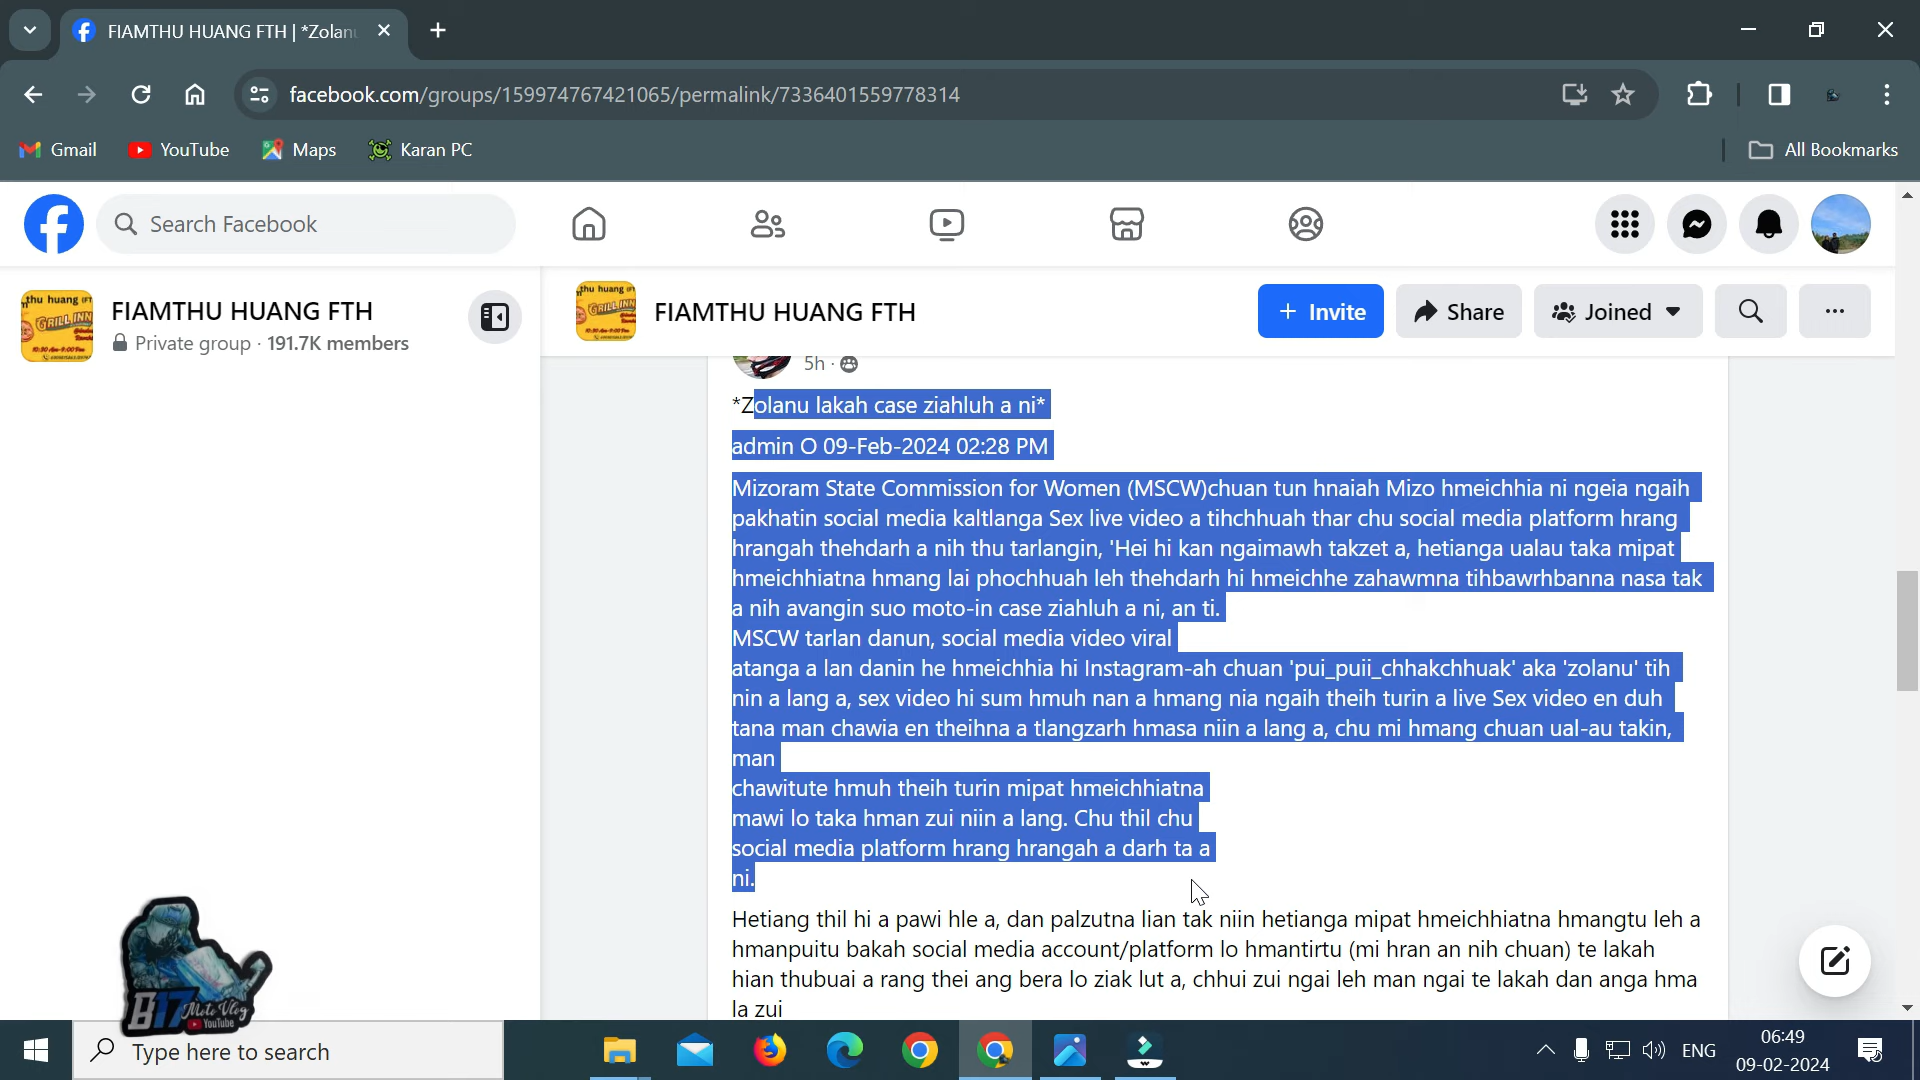 FIAMTHU HUANG FTH | *Zolanu
facebook.com/groups/159974767421065/permalink/7336401559778314
Gmail
YouTube
Maps
Karan PC
All Bookmarks
Search Facebook
FIAMTHU HUANG FTH
Private group · 191.7K members
thu huang
GRILL INN
FIAMTHU HUANG FTH
+ Invite
Share
Joined
5h ·
*Zolanu lakah case ziahluh a ni*
admin O 09-Feb-2024 02:28 PM
Mizoram State Commission for Women (MSCW)chuan tun hnaiah Mizo hmeichhia ni ngeia ngaih
pakhatin social media kaltlanga Sex live video a tihchhuah thar chu social media platform hrang
hrangah thehdarh a nih thu tarlangin, 'Hei hi kan ngaimawh takzet a, hetianga ualau taka mipat
hmeichhiatna hmang lai phochhuah leh thehdarh hi hmeichhe zahawmna tihbawrhbanna nasa tak
a nih avangin suo moto-in case ziahluh a ni, an ti.
MSCW tarlan danun, social media video viral
atanga a lan danin he hmeichhia hi Instagram-ah chuan 'pui_puii_chhakchhuak' aka 'zolanu' tih
nin a lang a, sex video hi sum hmuh nan a hmang nia ngaih theih turin a live Sex video en duh
tana man chawia en theihna a tlangzarh hmasa niin a lang a, chu mi hmang chuan ual-au takin,
man
chawitute hmuh theih turin mipat hmeichhiatna
mawi lo taka hman zui niin a lang. Chu thil chu
social media platform hrang hrangah a darh ta a
ni.
Hetiang thil hi a pawi hle a, dan palzutna lian tak niin hetianga mipat hmeichhiatna hmangtu leh a
hmanpuitu bakah social media account/platform lo hmantirtu (mi hran an nih chuan) te lakah
hian thubuai a rang thei ang bera lo ziak lut a, chhui zui ngai leh man ngai te lakah dan anga hma
la zui
B17
Moto Vlog
YouTube
Type here to search
ENG
06:49
09-02-2024